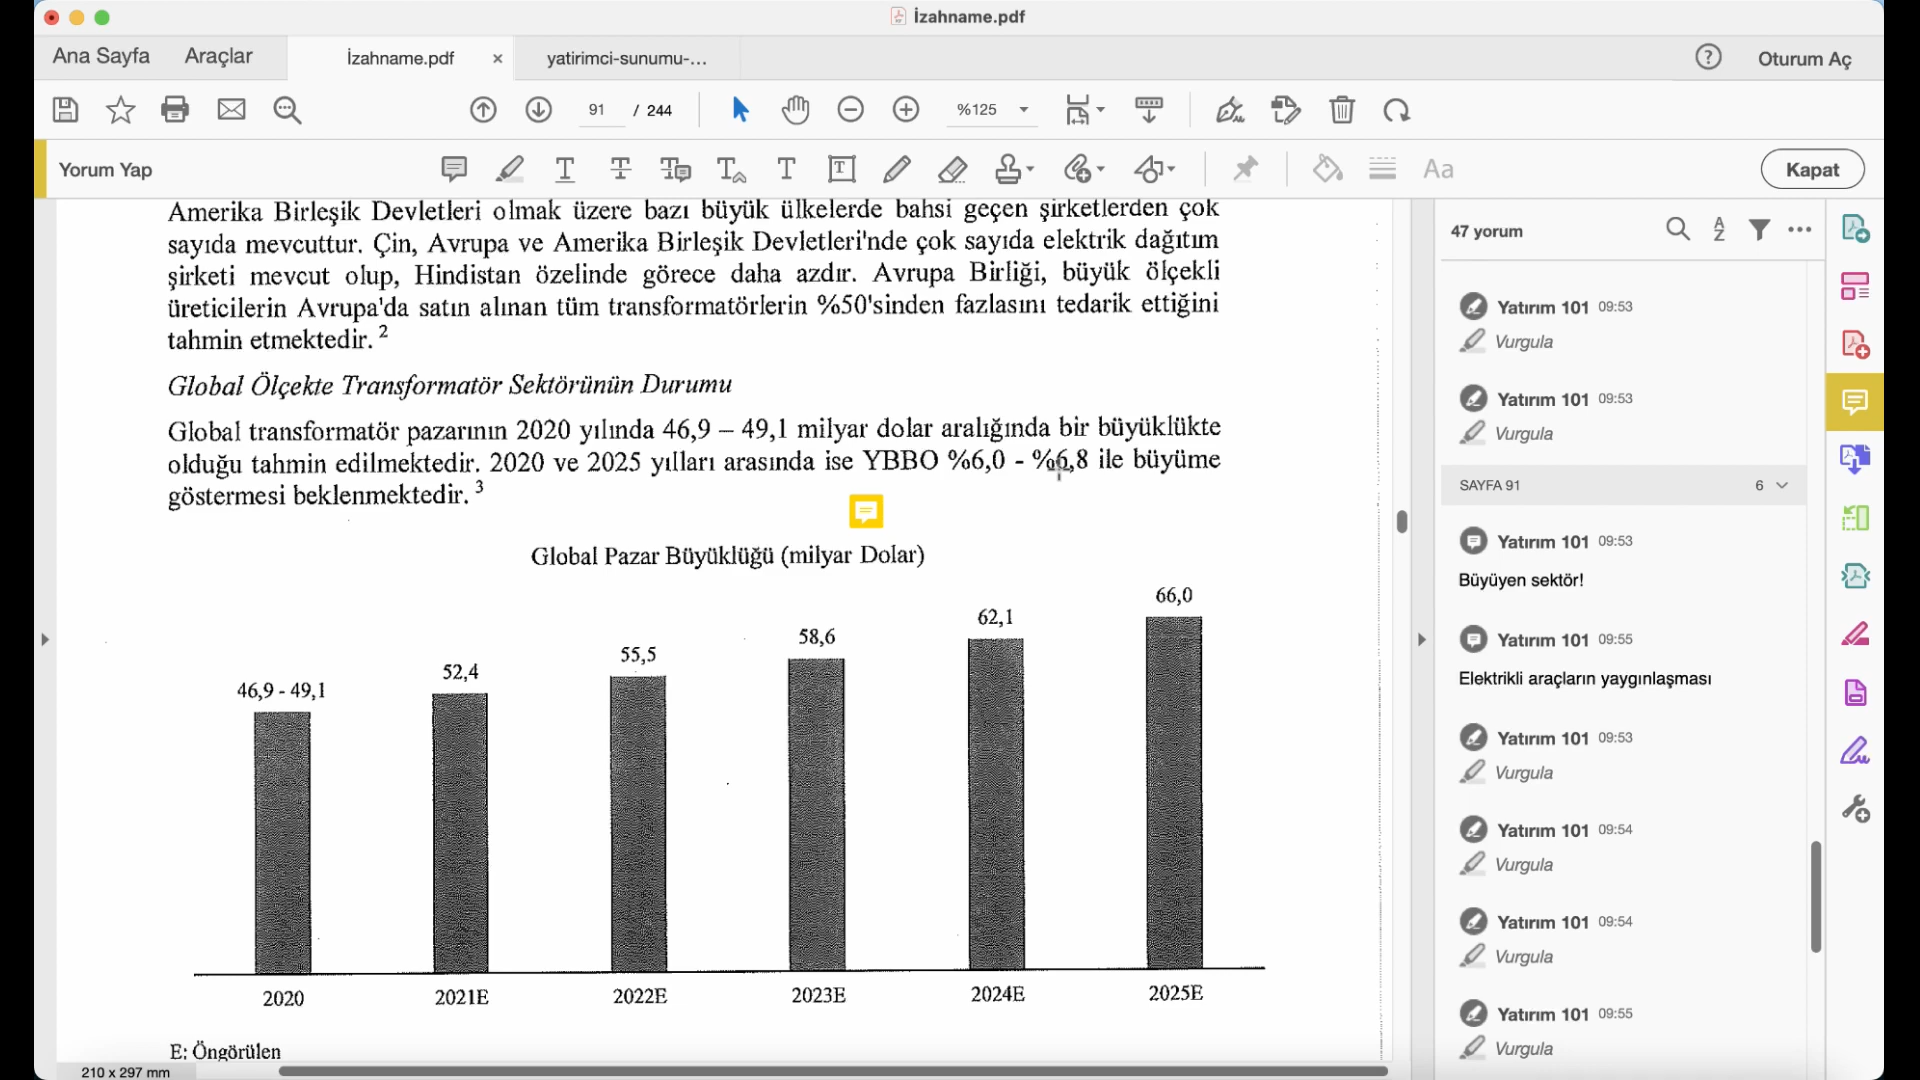 İzahname.pdf
Ana Sayfa Araçlar İzahname.pdf × yatirimci-sunumu-... ? Oturum Aç
91 / 244 %125
Yorum Yap Aa Kapat
Amerika Birleşik Devletleri olmak üzere bazı büyük ülkelerde bahsi geçen şirketlerden çok
sayıda mevcuttur. Çin, Avrupa ve Amerika Birleşik Devletleri'nde çok sayıda elektrik dağıtım
şirketi mevcut olup, Hindistan özelinde görece daha azdır. Avrupa Birliği, büyük ölçekli
üreticilerin Avrupa'da satın alınan tüm transformatörlerin %50'sinden fazlasını tedarik ettiğini
tahmin etmektedir. 2
Global Ölçekte Transformatör Sektörünün Durumu
Global transformatör pazarının 2020 yılında 46,9 – 49,1 milyar dolar aralığında bir büyüklükte
olduğu tahmin edilmektedir. 2020 ve 2025 yılları arasında ise YBBO %6,0 - %6,8 ile büyüme
göstermesi beklenmektedir. 3
Global Pazar Büyüklüğü (milyar Dolar)
46,9 - 49,1 52,4 55,5 58,6 62,1 66,0
2020 2021E 2022E 2023E 2024E 2025E
E: Öngörülen
210 x 297 mm
47 yorum
Yatırım 101 09:53
Vurgula
Yatırım 101 09:53
Vurgula
SAYFA 91 6
Yatırım 101 09:53
Büyüyen sektör!
Yatırım 101 09:55
Elektrikli araçların yaygınlaşması
Yatırım 101 09:53
Vurgula
Yatırım 101 09:54
Vurgula
Yatırım 101 09:54
Vurgula
Yatırım 101 09:55
Vurgula